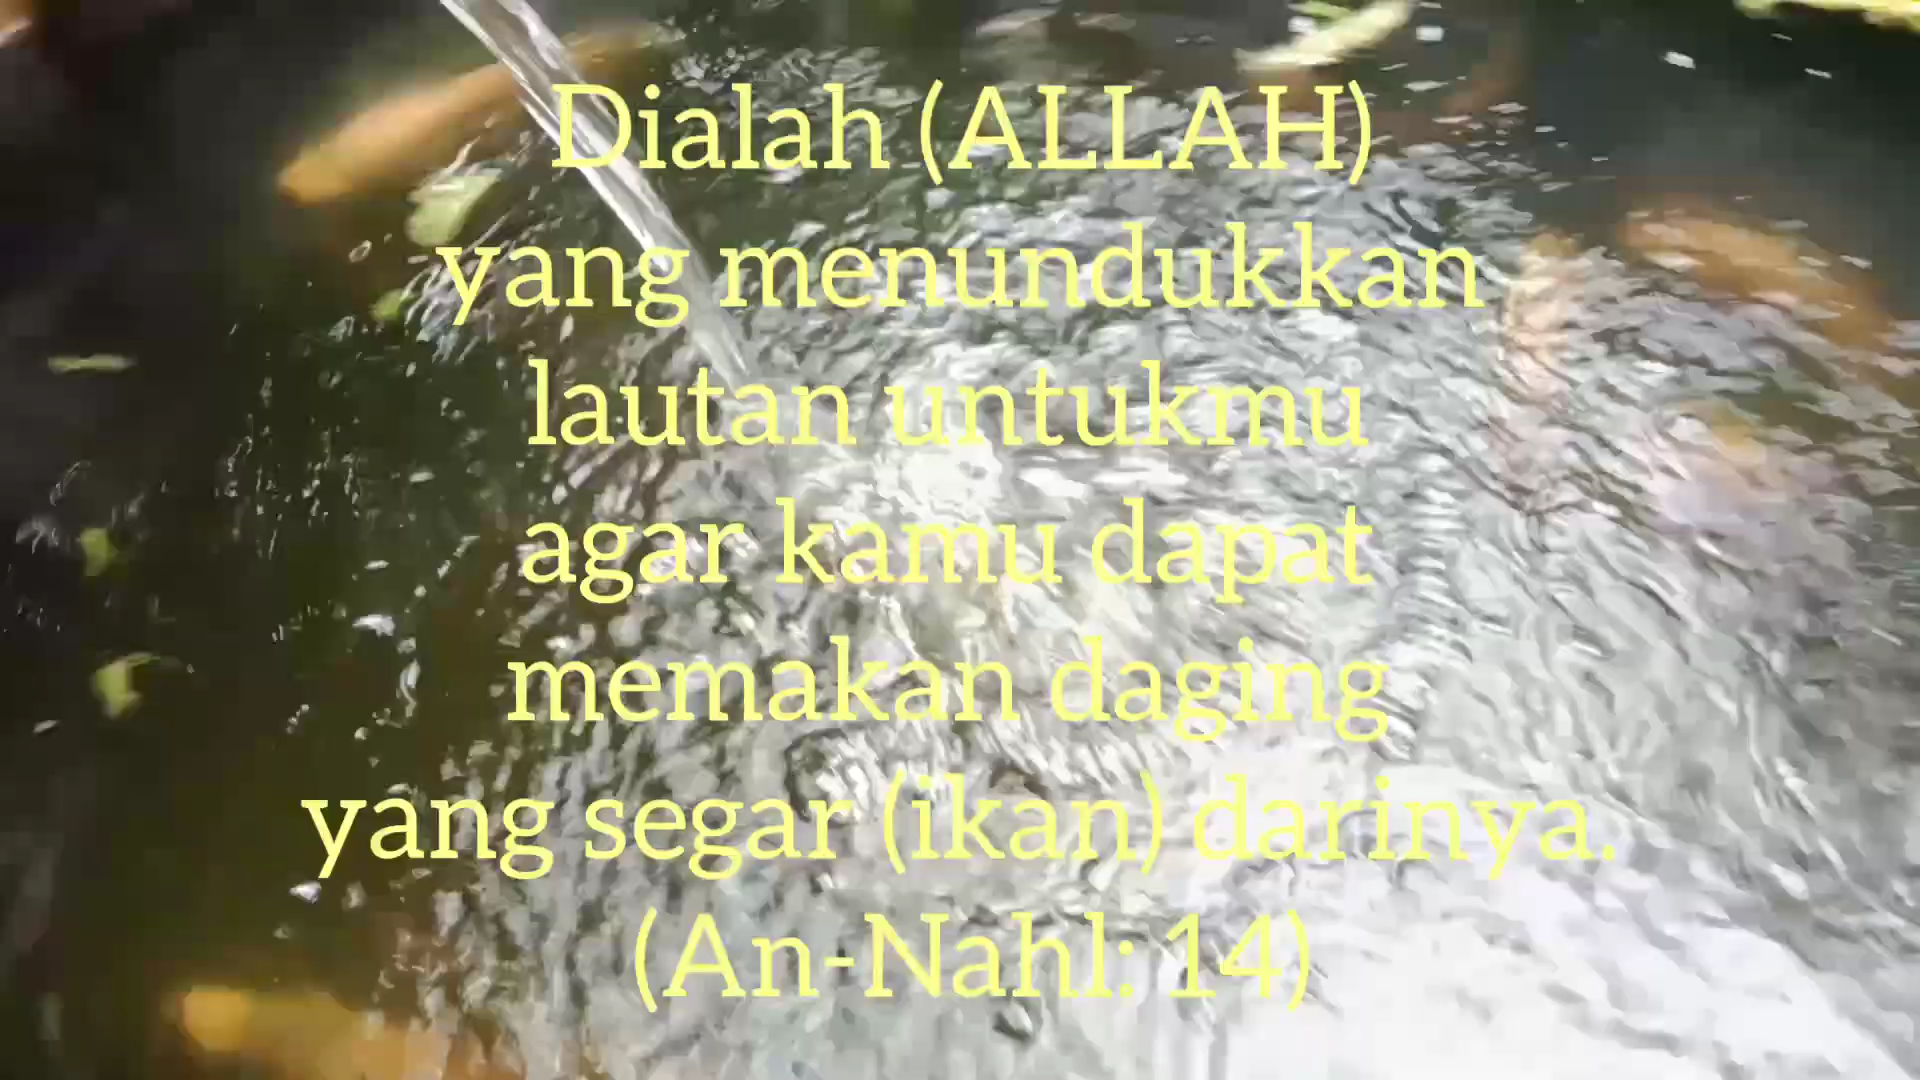 Dialah (ALLAH)
yang menundukkan
lautan untukmu
agar kamu dapat
memakan daging
yang segar (ikan) darinya.
(An-Nahl: 14)